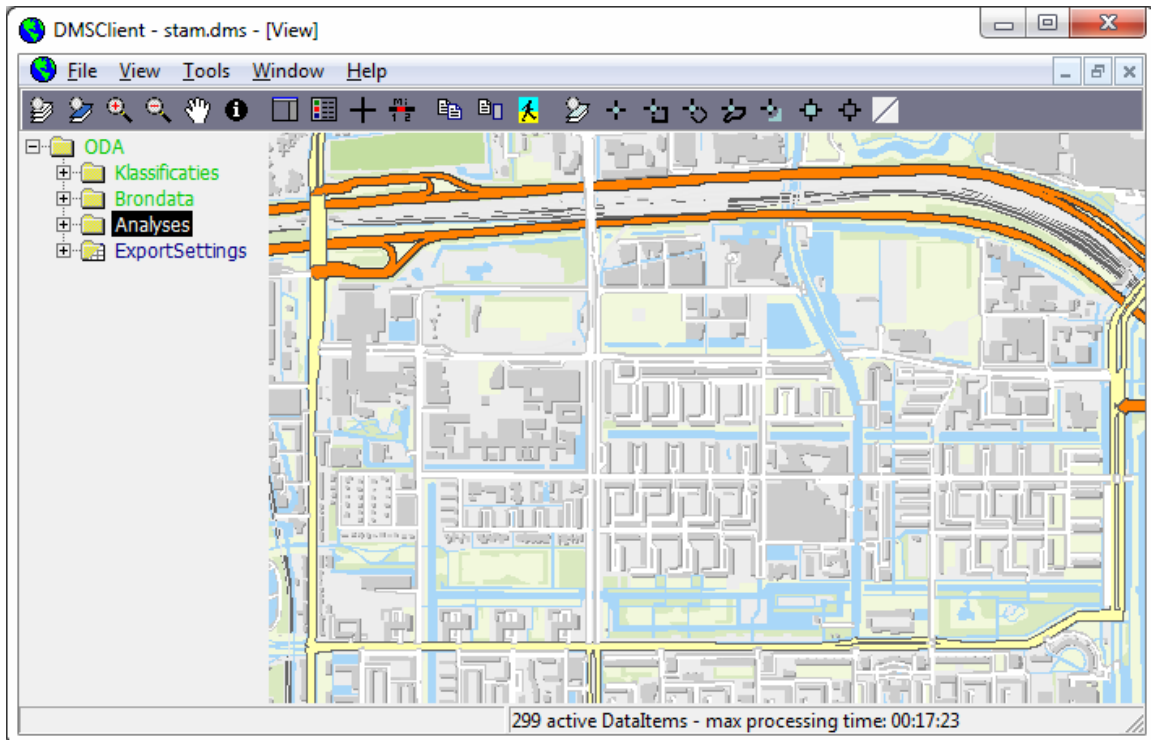 DMSClient - stam.dms - [View]
File View Tools Window Help
ODA
Klassificaties
Brondata
Analyses
ExportSettings
299 active DataItems - max processing time: 00:17:23